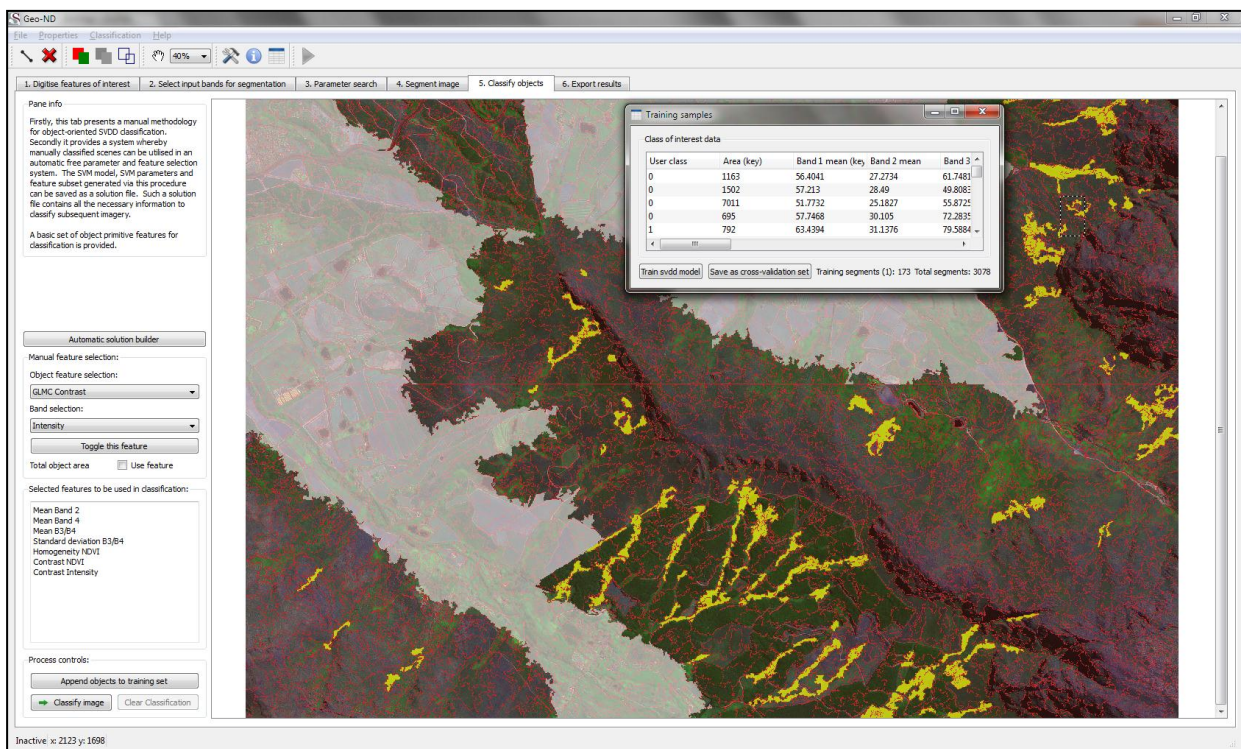 Geo-ND
File Properties Classification Help
40%
1. Digitise features of interest 2. Select input bands for segmentation 3. Parameter search 4. Segment image 5. Classify objects 6. Export results
Pane info
Firstly, this tab presents a manual methodology
for object-oriented SVDD classification.
Secondly it provides a system whereby
manually classified scenes can be utilised in an
automatic free parameter and feature selection
system. The SVM model, SVM parameters and
feature subset generated via this procedure
can be saved as a solution file. Such a solution
file contains all the necessary information to
classify subsequent imagery.
A basic set of object primitive features for
classification is provided.
Automatic solution builder
Manual feature selection:
Object feature selection:
GLMC Contrast
Band selection:
Intensity
Toggle this feature
Total object area Use feature
Selected features to be used in classification:
Mean Band 2
Mean Band 4
Mean B3/B4
Standard deviation B3/B4
Homogeneity NDVI
Contrast NDVI
Contrast Intensity
Process controls:
Append objects to training set
Classify image Clear Classification
Inactive x: 2123 y: 1698
Training samples
Class of interest data
User class Area (key) Band 1 mean (key Band 2 mean Band 3
0 1163 56.4041 27.2734 61.7481
0 1502 57.213 28.49 49.8083
0 7011 51.7732 25.1827 55.8725
0 695 57.7468 30.105 72.2835
1 792 63.4394 31.1376 79.5884
Train svdd model Save as cross-validation set Training segments (1): 173 Total segments: 3078